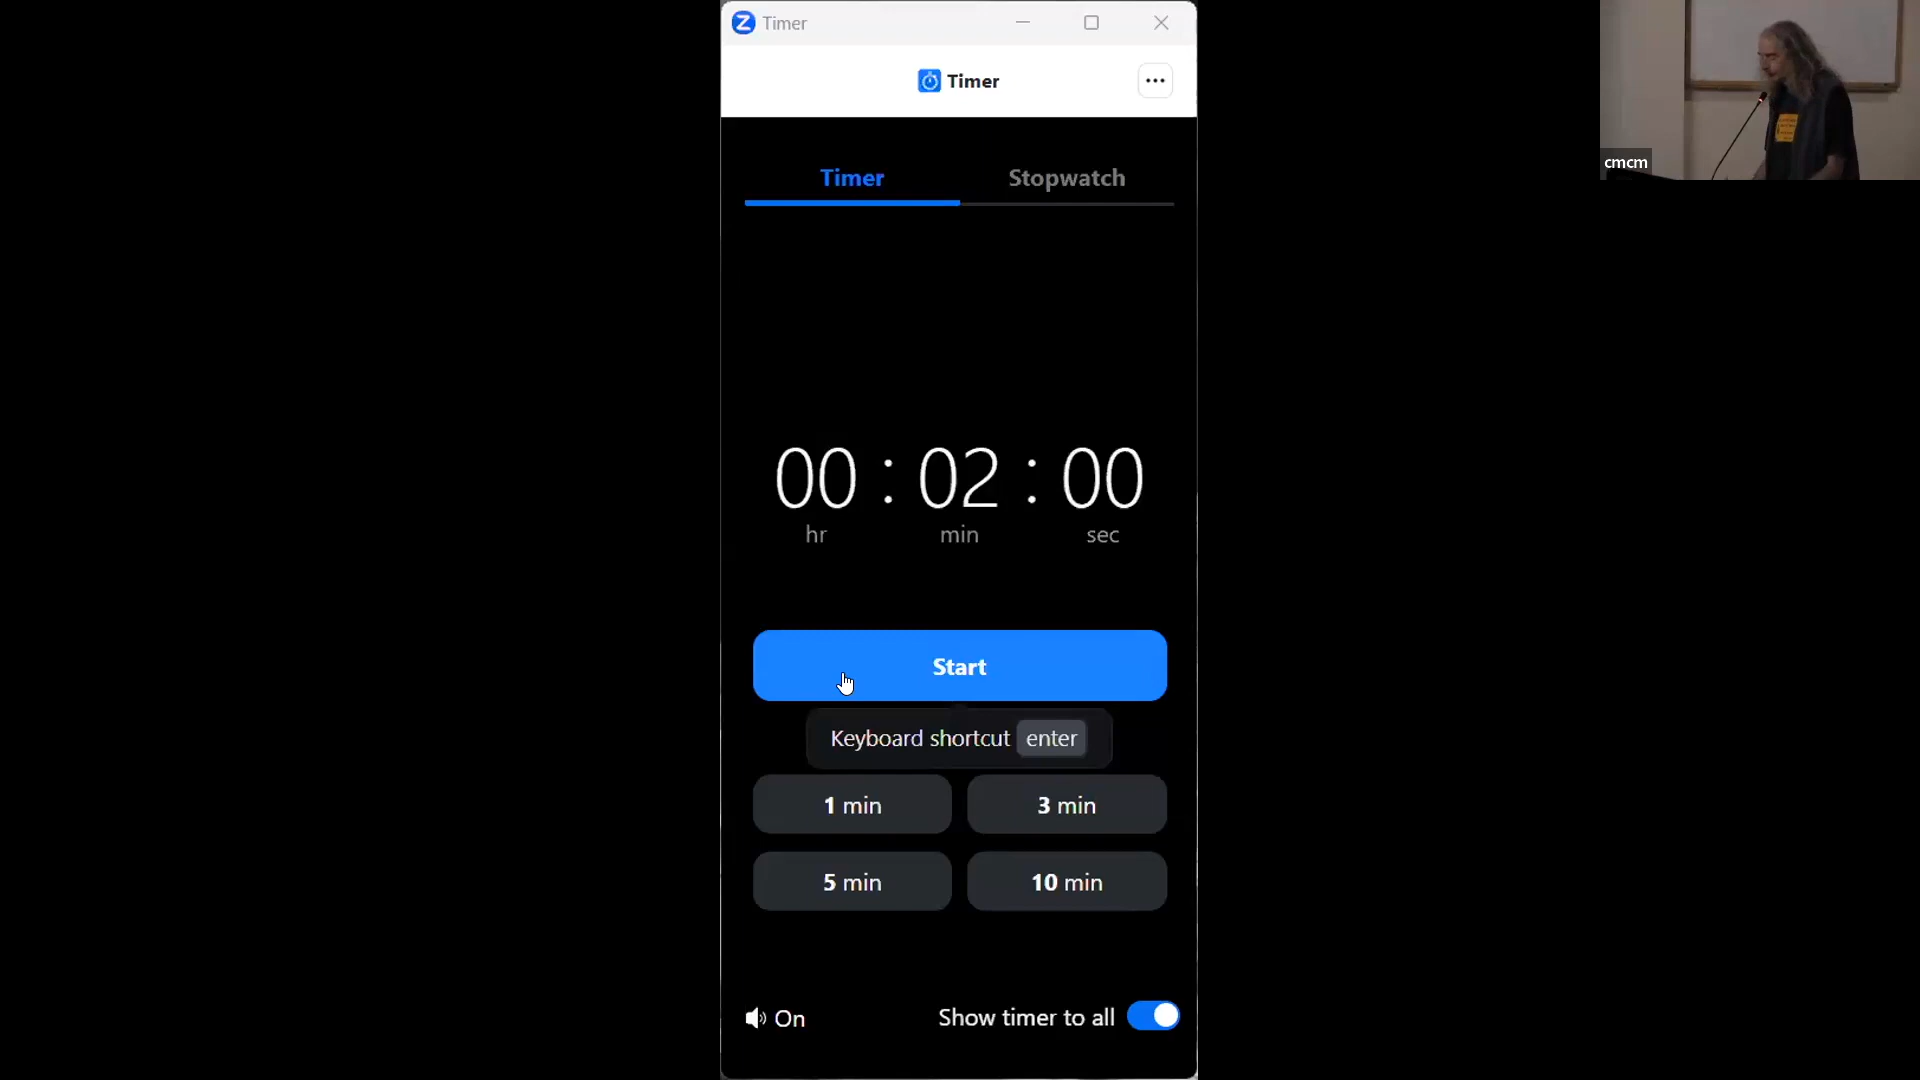 Timer
Timer
Timer
Stopwatch
00 : 02 : 00
hr
min
sec
Start
Keyboard shortcut enter
1 min
3 min
5 min
10 min
On
Show timer to all
cmcm